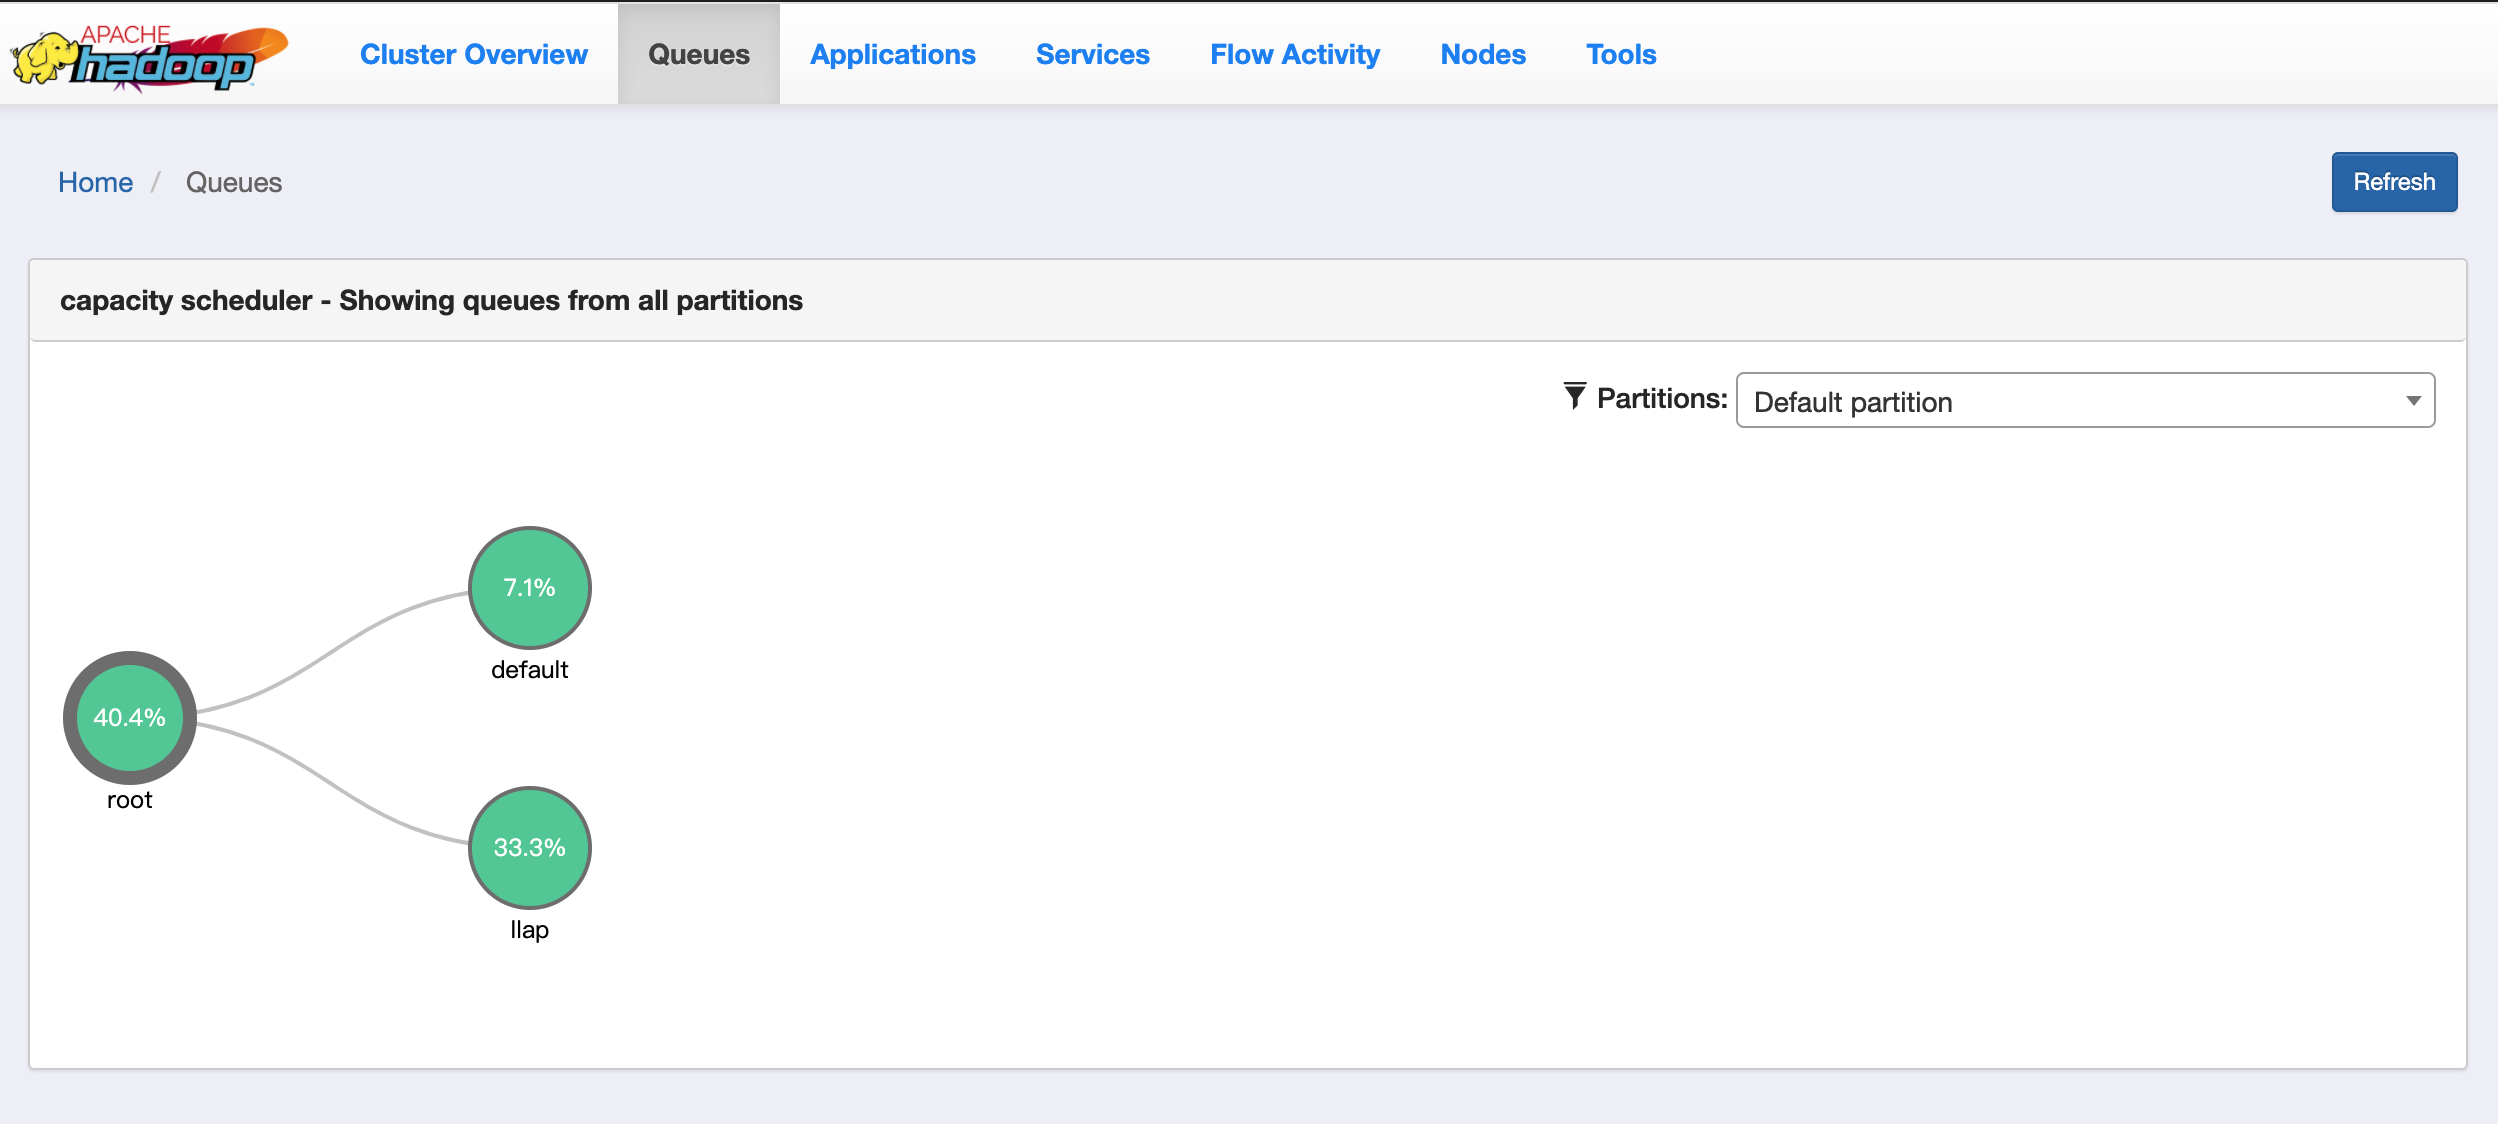 APACHE
hadoop
Cluster Overview Queues Applications Services Flow Activity Nodes Tools
Home / Queues
Refresh
capacity scheduler - Showing queues from all partitions
Partitions: Default partition
7.1%
default
40.4%
root
33.3%
llap